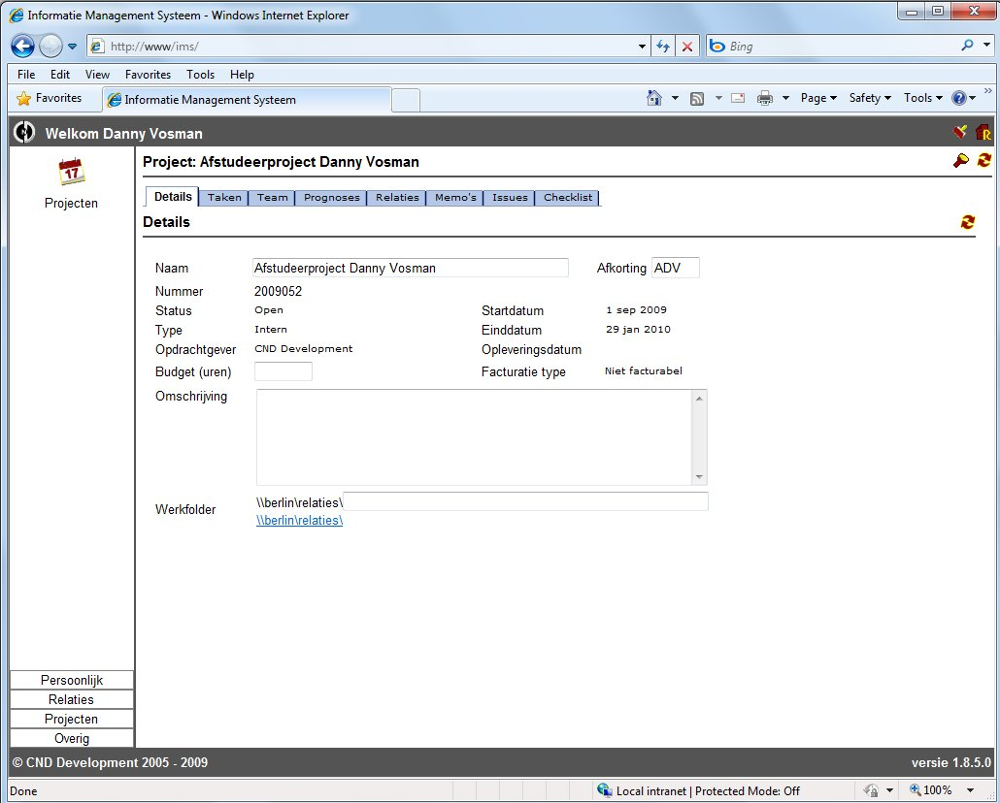 Informatie Management Systeem - Windows Internet Explorer
http://www/ims/
Bing
File Edit View Favorites Tools Help
Favorites Informatie Management Systeem Page Safety Tools
Welkom Danny Vosman
17
Projecten
Project: Afstudeerproject Danny Vosman
Details Taken Team Prognoses Relaties Memo's Issues Checklist
Details
Naam Afstudeerproject Danny Vosman Afkorting ADV
Nummer 2009052
Status Open Startdatum 1 sep 2009
Type Intern Einddatum 29 jan 2010
Opdrachtgever CND Development Opleveringsdatum
Budget (uren) Facturatie type Niet facturabel
Omschrijving
Werkfolder \\berlin\relaties\
\\berlin\relaties\
Persoonlijk
Relaties
Projecten
Overig
© CND Development 2005 - 2009 versie 1.8.5.0
Done Local intranet | Protected Mode: Off 100%